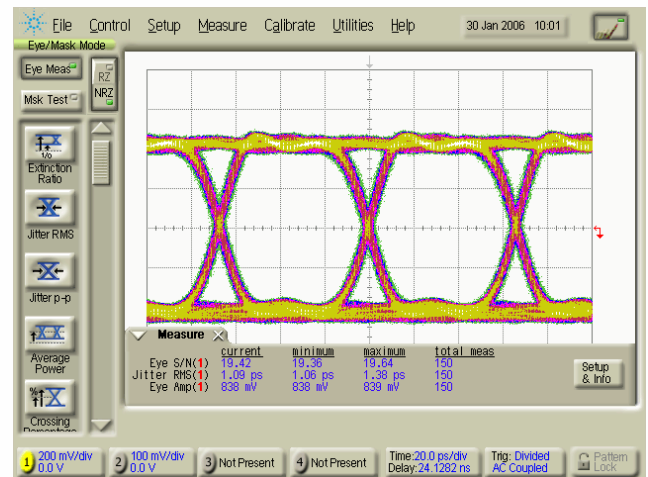 File Control Setup Measure Calibrate Utilities Help 30 Jan 2006 10:01
Eye/Mask Mode
Eye Meas
RZ
NRZ
Msk Test
1/0
Extinction
Ratio
Jitter RMS
Jitter p-p
Average
Power
%
Crossing
Measure
current minimum maximum total meas
Eye S/N(1) 19.42 19.36 19.64 150
Jitter RMS(1) 1.09 ps 1.06 ps 1.38 ps 150
Eye Amp(1) 838 mV 838 mV 839 mV 150
Setup
& Info
1 200 mV/div
0.0 V
2 100 mV/div
0.0 V
3 Not Present
4 Not Present
Time:20.0 ps/div
Delay:24.1282 ns
Trig: Divided
AC Coupled
Pattern
Lock